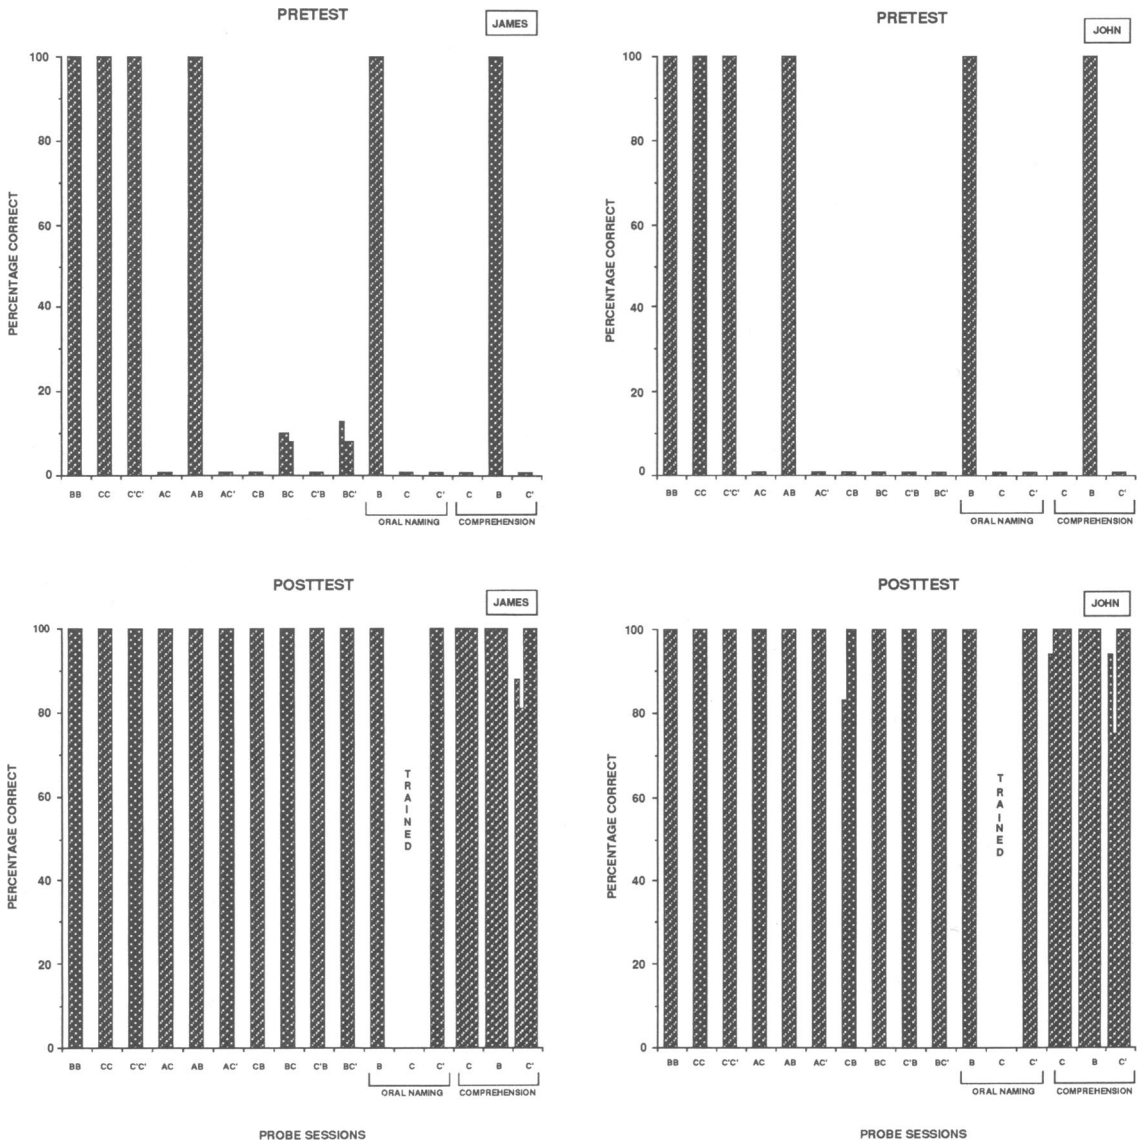 PRETEST
JAMES
100
80
60
40
20
0
PERCENTAGE CORRECT
BB CC C'C' AC AB AC' CB BC C'B BC' B C C' C B C'
ORAL NAMING COMPREHENSION
PRETEST
JOHN
100
80
60
40
20
0
PERCENTAGE CORRECT
BB CC C'C' AC AB AC' CB BC C'B BC' B C C' C B C'
ORAL NAMING COMPREHENSION
POSTTEST
JAMES
100
80
60
40
20
0
PERCENTAGE CORRECT
TRAINED
BB CC C'C' AC AB AC' CB BC C'B BC' B C C' C B C'
ORAL NAMING COMPREHENSION
PROBE SESSIONS
POSTTEST
JOHN
100
80
60
40
20
0
PERCENTAGE CORRECT
TRAINED
BB CC C'C' AC AB AC' CB BC C'B BC' B C C' C B C'
ORAL NAMING COMPREHENSION
PROBE SESSIONS